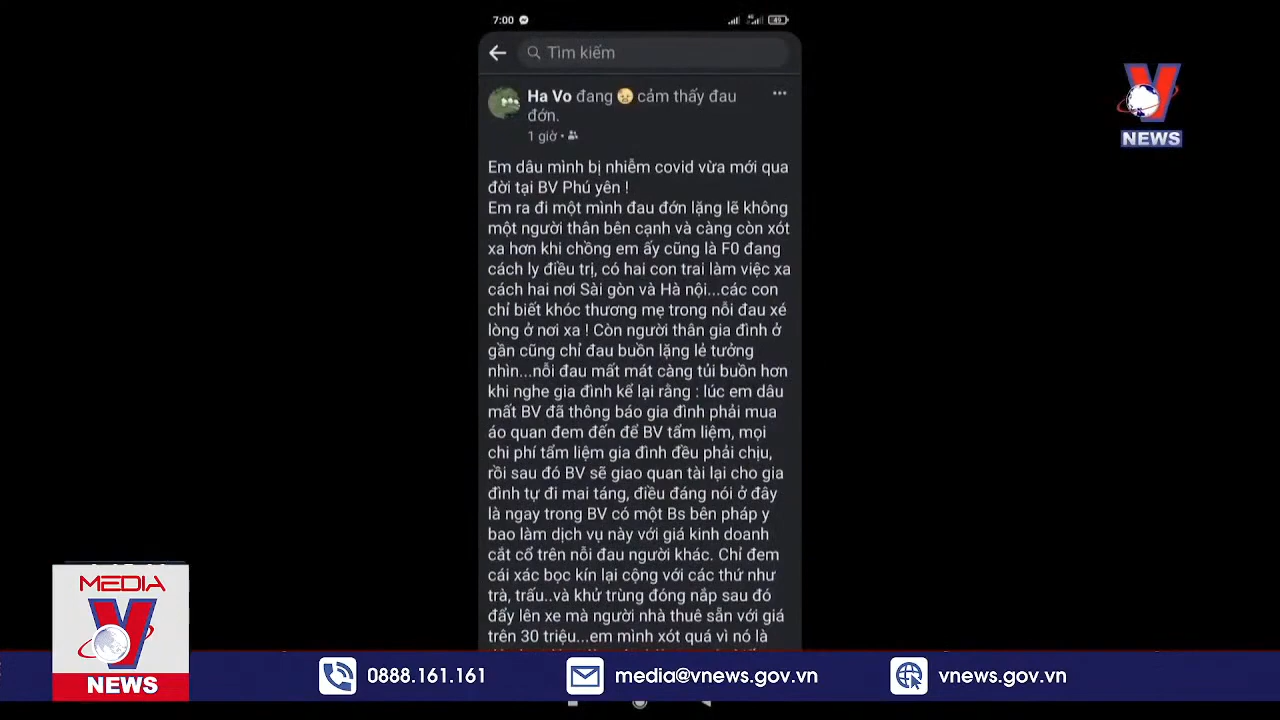 7:00
49
Tìm kiếm
Ha Vo đang cảm thấy đau
đớn.
1 giờ
Em dâu mình bị nhiễm covid vừa mới qua
đời tại BV Phú yên !
Em ra đi một mình đau đớn lặng lẽ không
một người thân bên cạnh và càng còn xót
xa hơn khi chồng em ấy cũng là F0 đang
cách ly điều trị, có hai con trai làm việc xa
cách hai nơi Sài gòn và Hà nội...các con
chỉ biết khóc thương mẹ trong nỗi đau xé
lòng ở nơi xa ! Còn người thân gia đình ở
gần cũng chỉ đau buồn lặng lẻ tưởng
nhìn...nỗi đau mất mát càng tủi buồn hơn
khi nghe gia đình kể lại rằng : lúc em dâu
mất BV đã thông báo gia đình phải mua
áo quan đem đến để BV tẩm liệm, mọi
chi phí tẩm liệm gia đình đều phải chịu,
rồi sau đó BV sẽ giao quan tài lại cho gia
đình tự đi mai táng, điều đáng nói ở đây
là ngay trong BV có một Bs bên pháp y
bao làm dịch vụ này với giá kinh doanh
cắt cổ trên nỗi đau người khác. Chỉ đem
cái xác bọc kín lại cộng với các thứ như
trà, trấu..và khử trùng đóng nắp sau đó
đẩy lên xe mà người nhà thuê sẵn với giá
trên 30 triệu...em mình xót quá vì nó là
V
NEWS
MEDIA
V
NEWS
0888.161.161
media@vnews.gov.vn
vnews.gov.vn